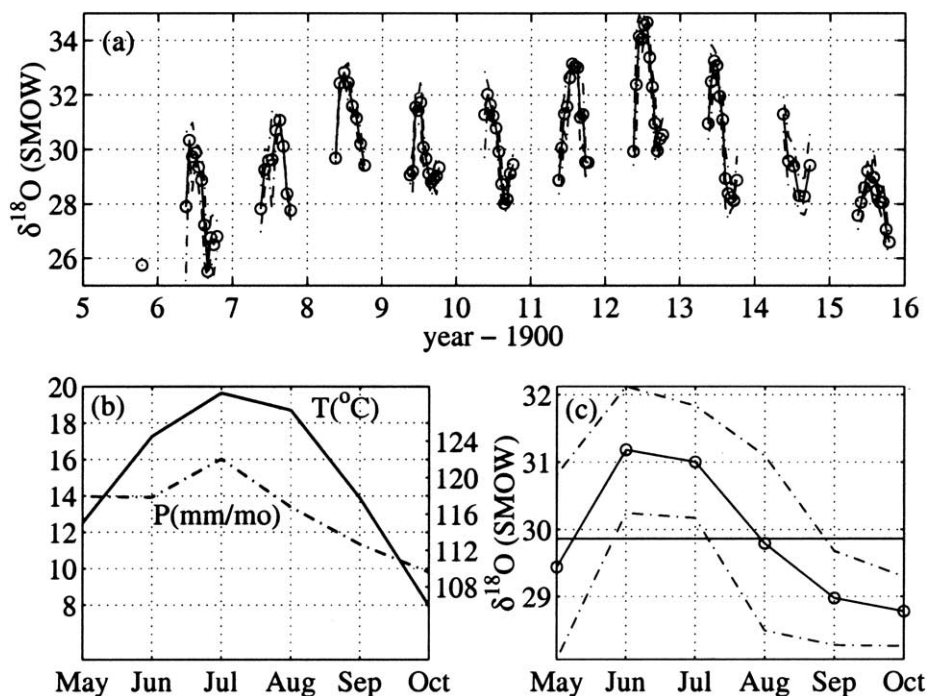 (a)
δ¹⁸O (SMOW)
34
32
30
28
26
5 6 7 8 9 10 11 12 13 14 15 16
year – 1900
(b)
T(°C)
P(mm/mo)
20
18
16
14
12
10
8
124
120
116
112
108
May Jun Jul Aug Sep Oct
(c)
δ¹⁸O (SMOW)
32
31
30
29
May Jun Jul Aug Sep Oct